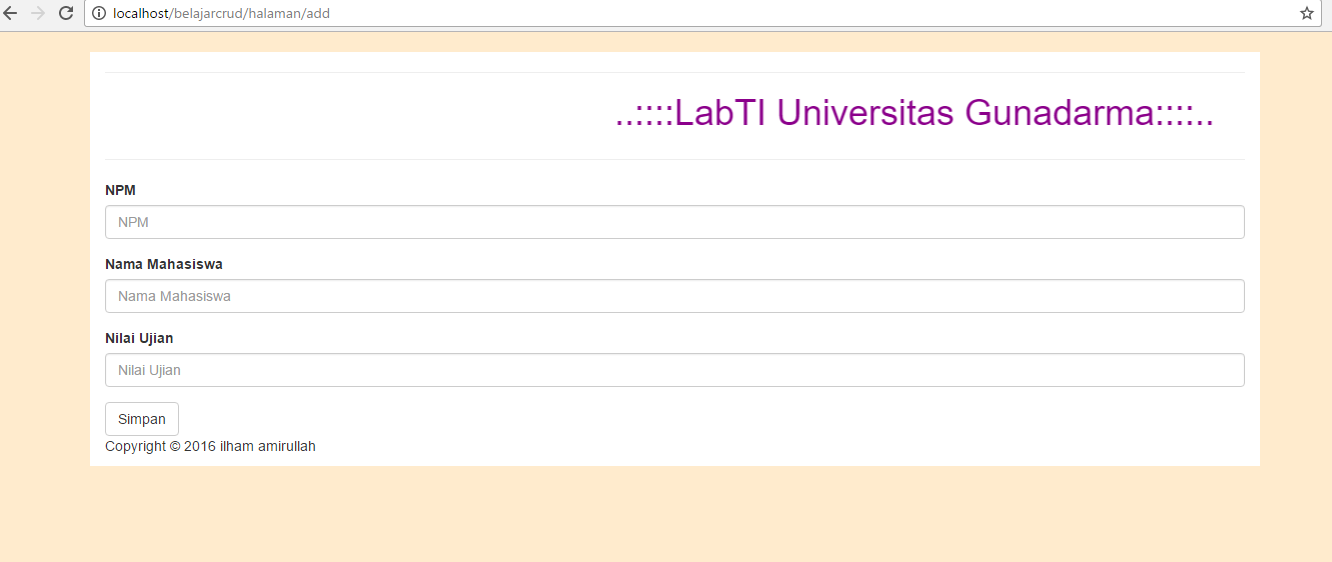 localhost/belajarcrud/halaman/add
..::::LabTI Universitas Gunadarma::::..
NPM
NPM
Nama Mahasiswa
Nama Mahasiswa
Nilai Ujian
Nilai Ujian
Simpan
Copyright © 2016 ilham amirullah